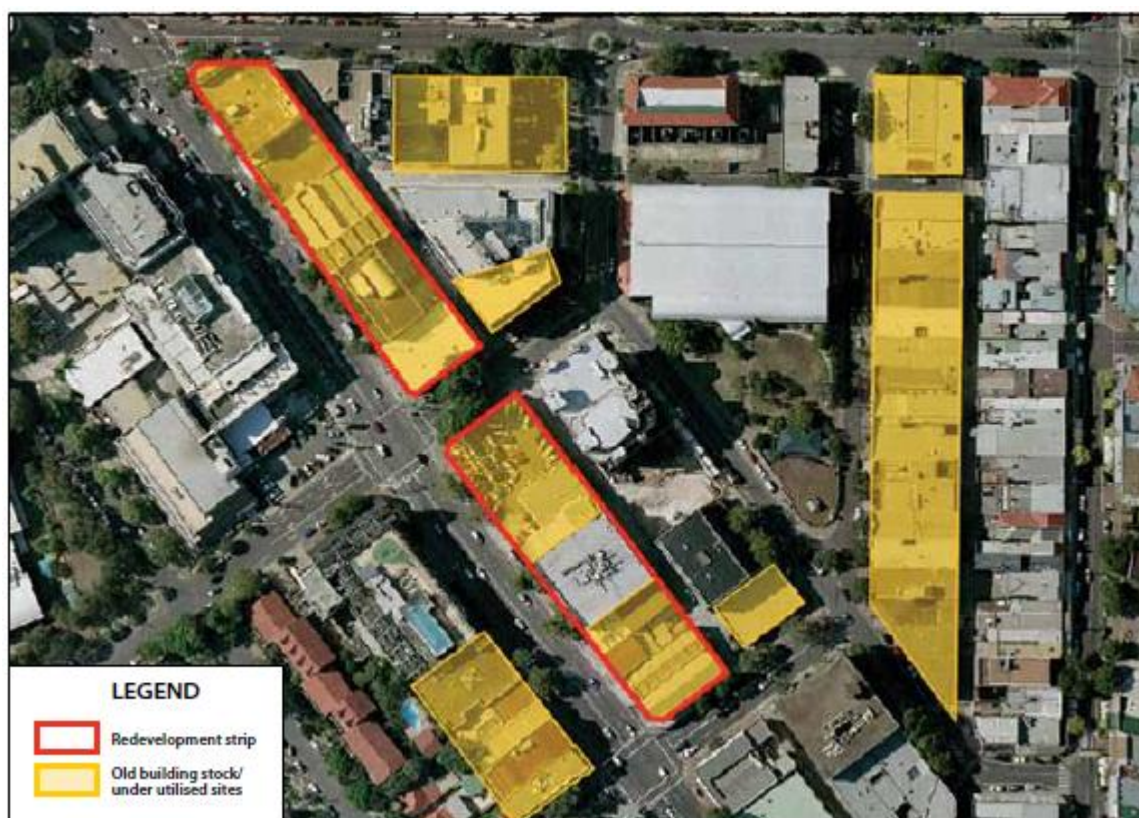 LEGEND
Redevelopment strip
Old building stock/
under utilised sites